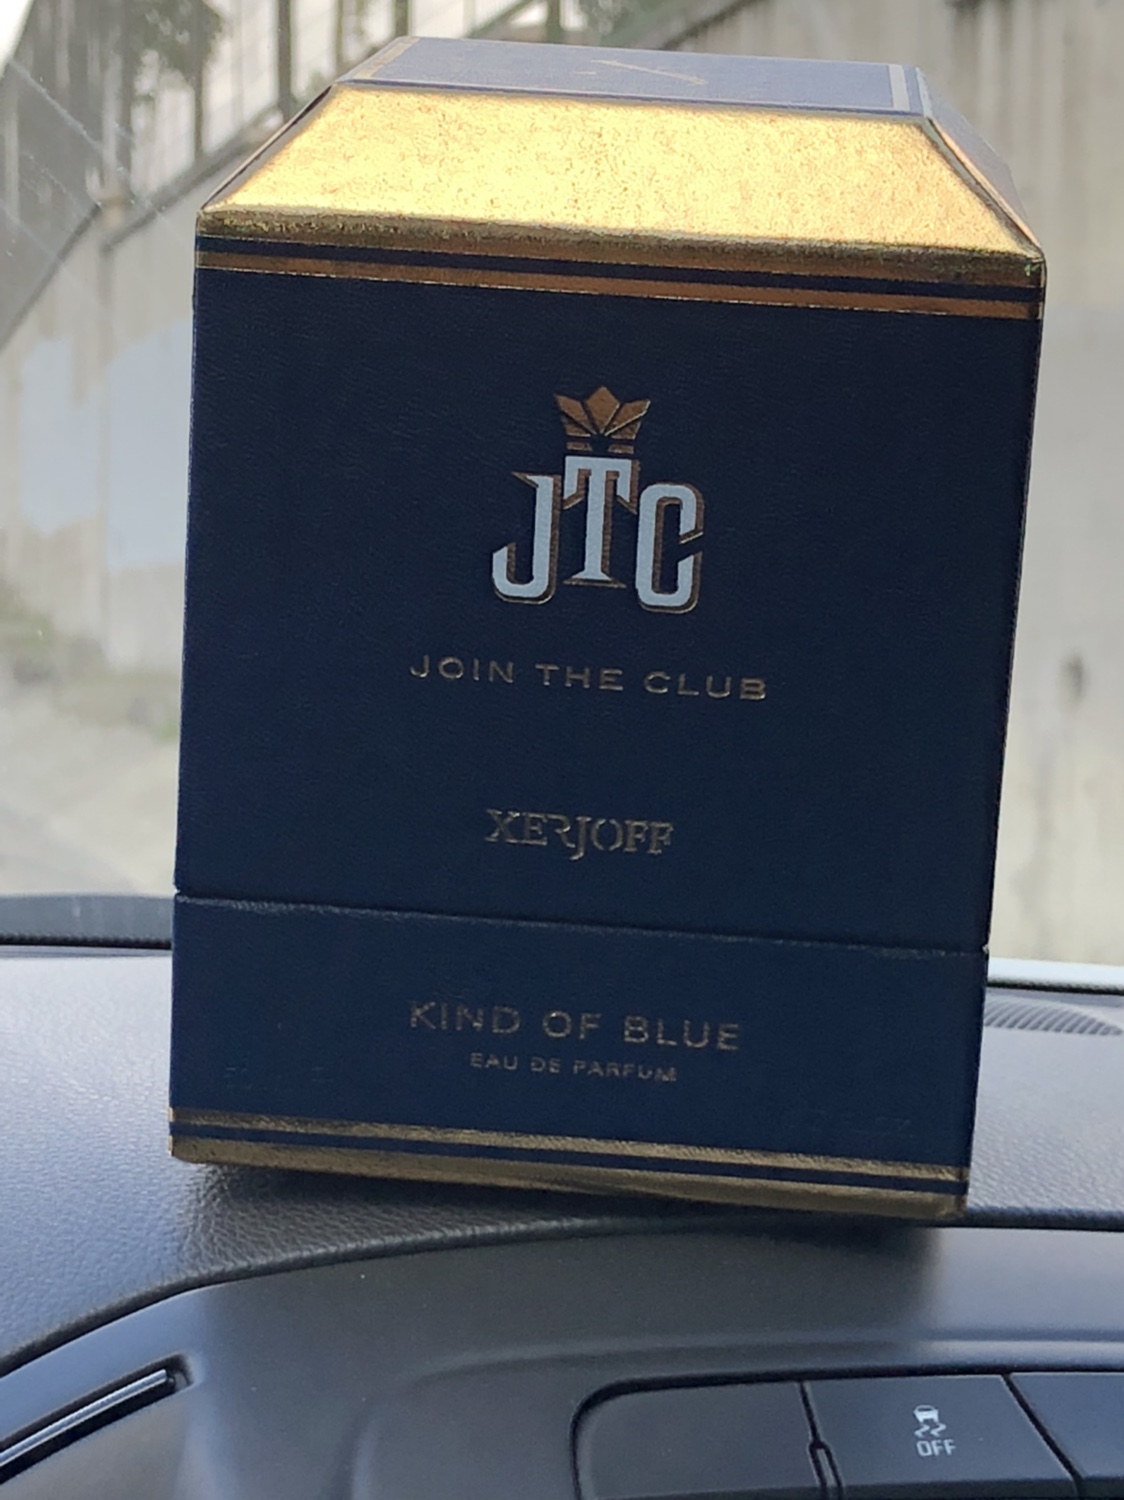 JTC
JOIN THE CLUB
XERJOFF
KIND OF BLUE
EAU DE PARFUM
OFF